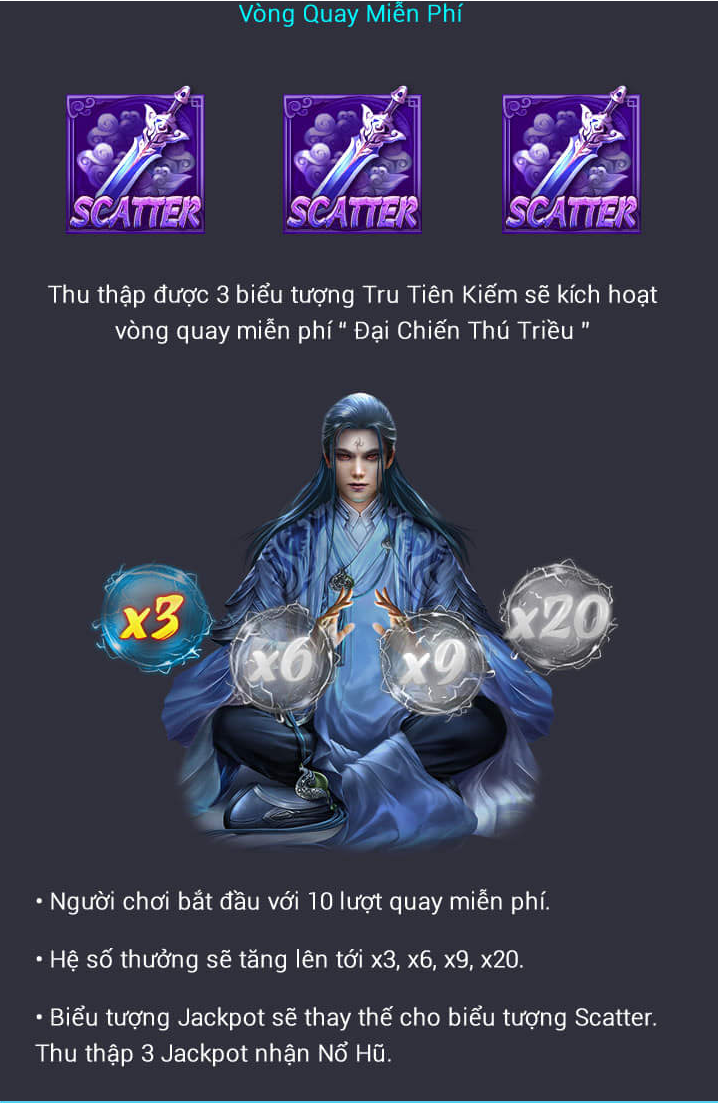 Vòng Quay Miễn Phí
SCATTER SCATTER SCATTER
Thu thập được 3 biểu tượng Tru Tiên Kiếm sẽ kích hoạt
vòng quay miễn phí “ Đại Chiến Thú Triều ”
x3 x6 x9 x20
• Người chơi bắt đầu với 10 lượt quay miễn phí.
• Hệ số thưởng sẽ tăng lên tới x3, x6, x9, x20.
• Biểu tượng Jackpot sẽ thay thế cho biểu tượng Scatter.
Thu thập 3 Jackpot nhận Nổ Hũ.